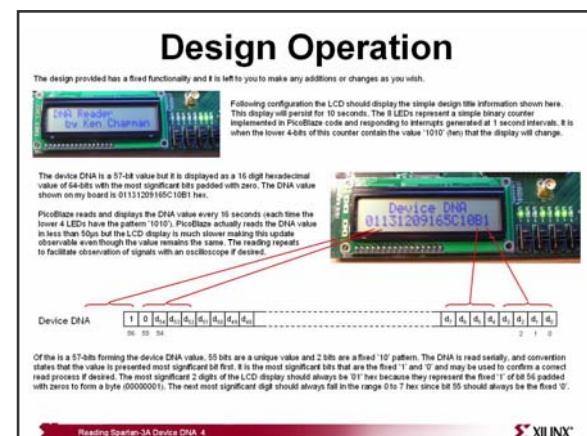 Design Operation
The design provided has a fixed functionality and it is left to you to make any additions or changes as you wish.
DNA Reader
by Ken Chapman
Following configuration the LCD should display the simple design title information shown here.
This display will persist for 10 seconds. The 8 LEDs represent a simple binary counter
implemented in PicoBlaze code and responding to interrupts generated at 1 second intervals. It is
when the lower 4-bits of this counter contain the value '1010' (ten) that the display will change.
The device DNA is a 57-bit value but it is displayed as a 16 digit hexadecimal
value of 64-bits with the most significant bits padded with zero. The DNA value
shown on my board is 01131209165C10B1 hex.
PicoBlaze reads and displays the DNA value every 16 seconds (each time the
lower 4 LEDs have the pattern '1010'). PicoBlaze actually reads the DNA value
in less than 50µs but the LCD display is much slower making this update
observable even though the value remains the same. The reading repeats
to facilitate observation of signals with an oscilloscope if desired.
Device DNA
01131209165C10B1
Device DNA
1 0 d54 d53 d52 d51 d50 d49 d48 d7 d6 d5 d4 d3 d2 d1 d0
56 55 54 2 1 0
Of the is a 57-bits forming the device DNA value, 55 bits are a unique value and 2 bits are a fixed '10' pattern. The DNA is read serially, and convention
states that the value is presented most significant bit first. It is the most significant bits that are the fixed '1' and '0' and may be used to confirm a correct
read process if desired. The most significant 2 digits of the LCD display should always be '01' hex because they represent the fixed '1' of bit 56 padded
with zeros to form a byte (00000001). The next most significant digit should always fall in the range 0 to 7 hex since bit 55 should always be the fixed '0'.
Reading Spartan-3A Device DNA 4
XILINX